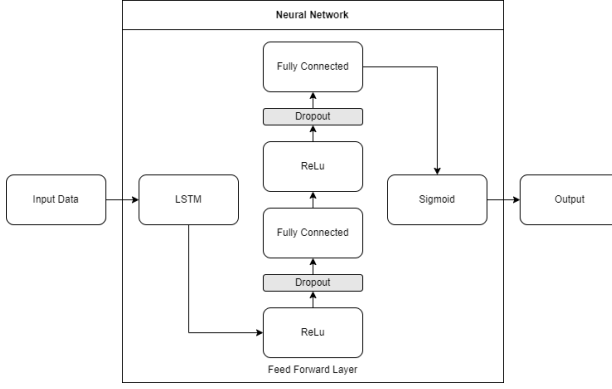 Neural Network
Fully Connected
Dropout
ReLu
Input Data
LSTM
Sigmoid
Output
Fully Connected
Dropout
ReLu
Feed Forward Layer